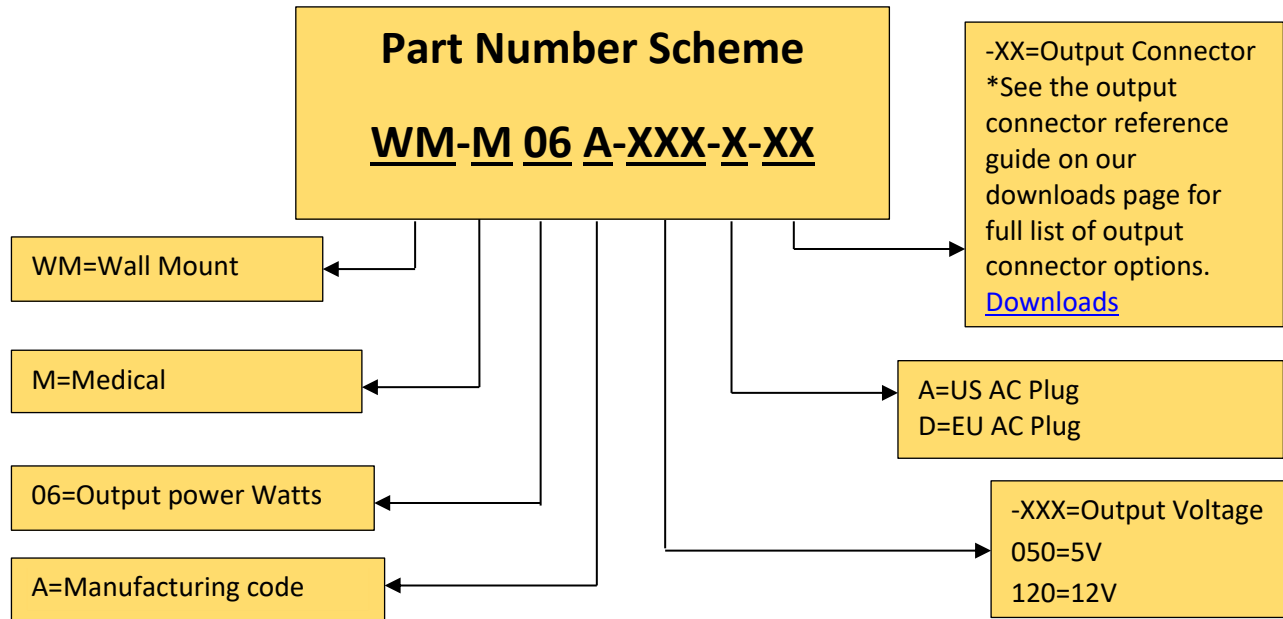 Part Number Scheme
WM-M 06 A-XXX-X-XX
-XX=Output Connector
*See the output
connector reference
guide on our
downloads page for
full list of output
connector options.
Downloads
WM=Wall Mount
M=Medical
A=US AC Plug
D=EU AC Plug
06=Output power Watts
-XXX=Output Voltage
050=5V
120=12V
A=Manufacturing code